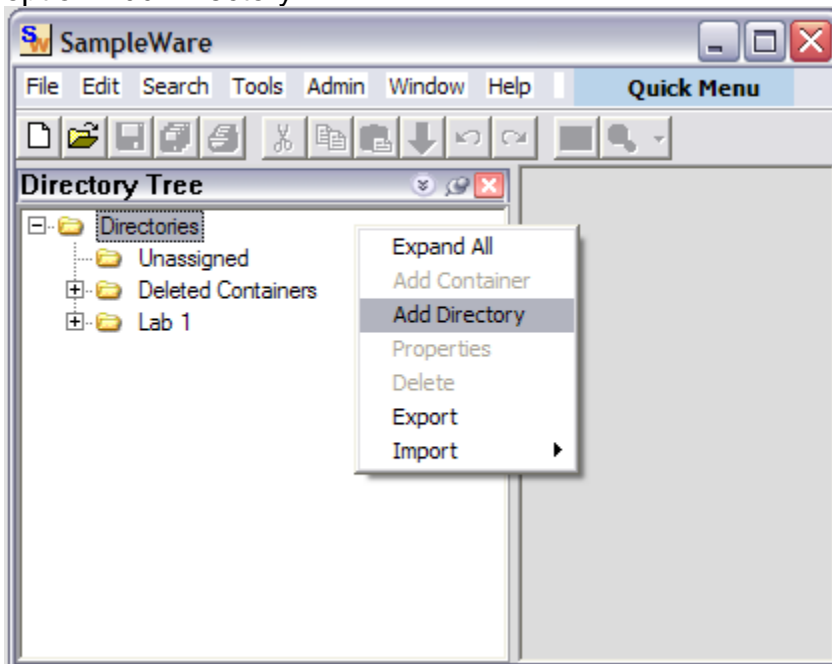 SW SampleWare
File Edit Search Tools Admin Window Help Quick Menu
Directory Tree
Directories
Unassigned
Deleted Containers
Lab 1
Expand All
Add Container
Add Directory
Properties
Delete
Export
Import